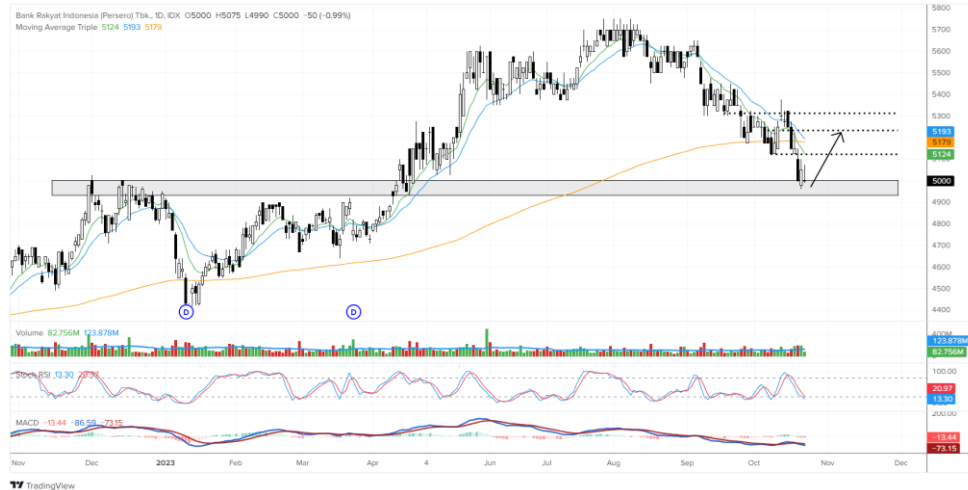 Bank Rakyat Indonesia (Persero) Tbk., 1D, IDX O5000 H5075 L4990 C5000 −50 (−0.99%)
Moving Average Triple 5124 5193 5179
5800
5700
5600
5500
5400
5300
5193
5179
5124
5000
4900
4800
4700
4600
4500
4400
D D
Volume 82.756M 123.878M
123.878M
82.756M
Stoch RSI 13.30 20.97
100.00
20.97
13.30
200.00
MACD −13.44 −86.59 −73.15
−13.44
−73.15
Nov Dec 2023 Feb Mar Apr 4 Jun Jul Aug Sep Oct Nov Dec
TradingView